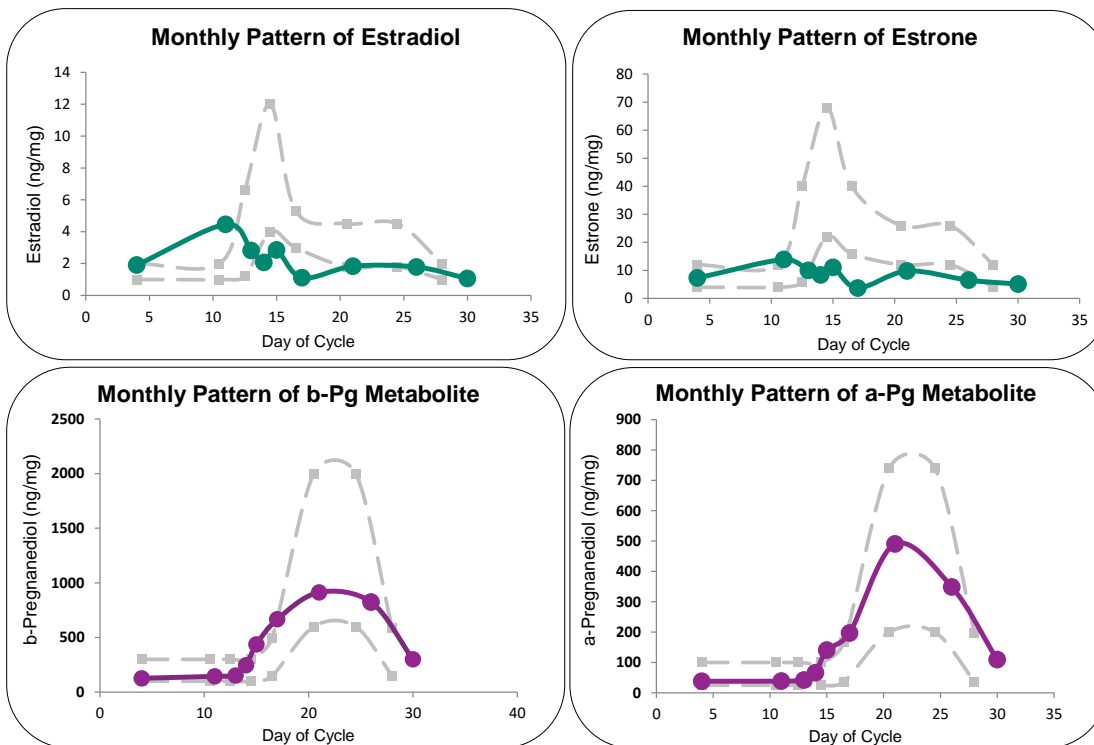 Monthly Pattern of Estradiol
14
12
10
8
6
4
2
0
Estradiol (ng/mg)
0 5 10 15 20 25 30 35
Day of Cycle
Monthly Pattern of Estrone
80
70
60
50
40
30
20
10
0
Estrone (ng/mg)
0 5 10 15 20 25 30 35
Day of Cycle
Monthly Pattern of b-Pg Metabolite
2500
2000
1500
1000
500
0
b-Pregnanediol (ng/mg)
0 10 20 30 40
Day of Cycle
Monthly Pattern of a-Pg Metabolite
900
800
700
600
500
400
300
200
100
0
a-Pregnanediol (ng/mg)
0 5 10 15 20 25 30 35
Day of Cycle